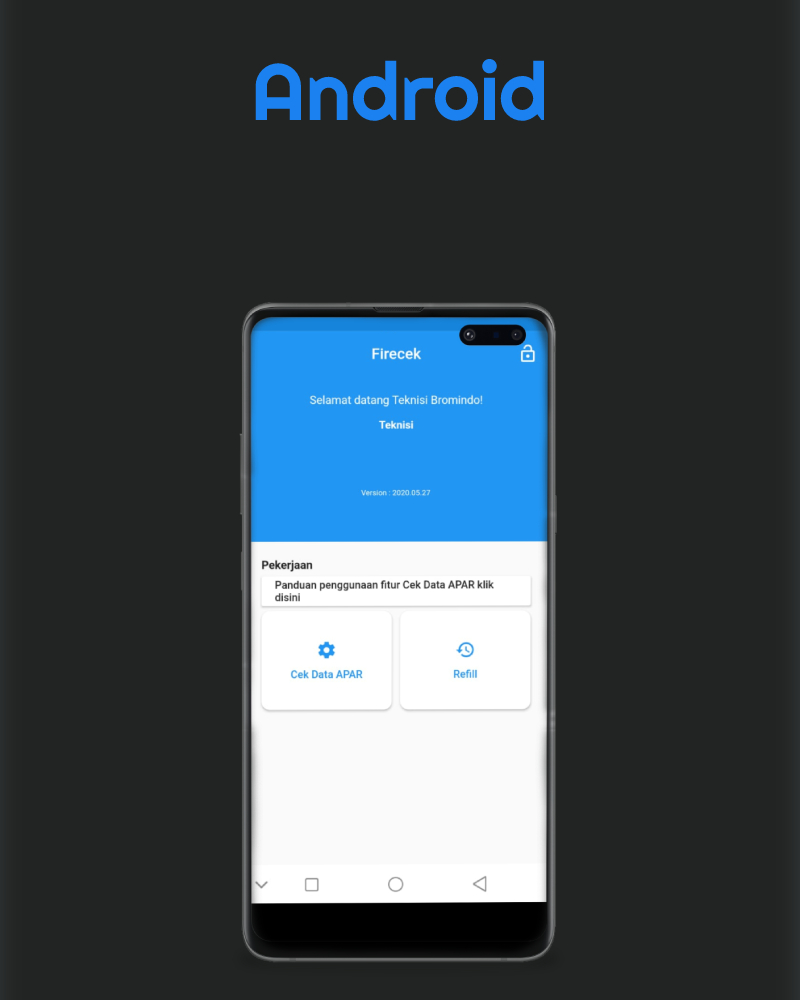 Android
Firecek
Selamat datang Teknisi Bromindo!
Teknisi
Version : 2020.05.27
Pekerjaan
Panduan penggunaan fitur Cek Data APAR klik
disini
Cek Data APAR
Refill